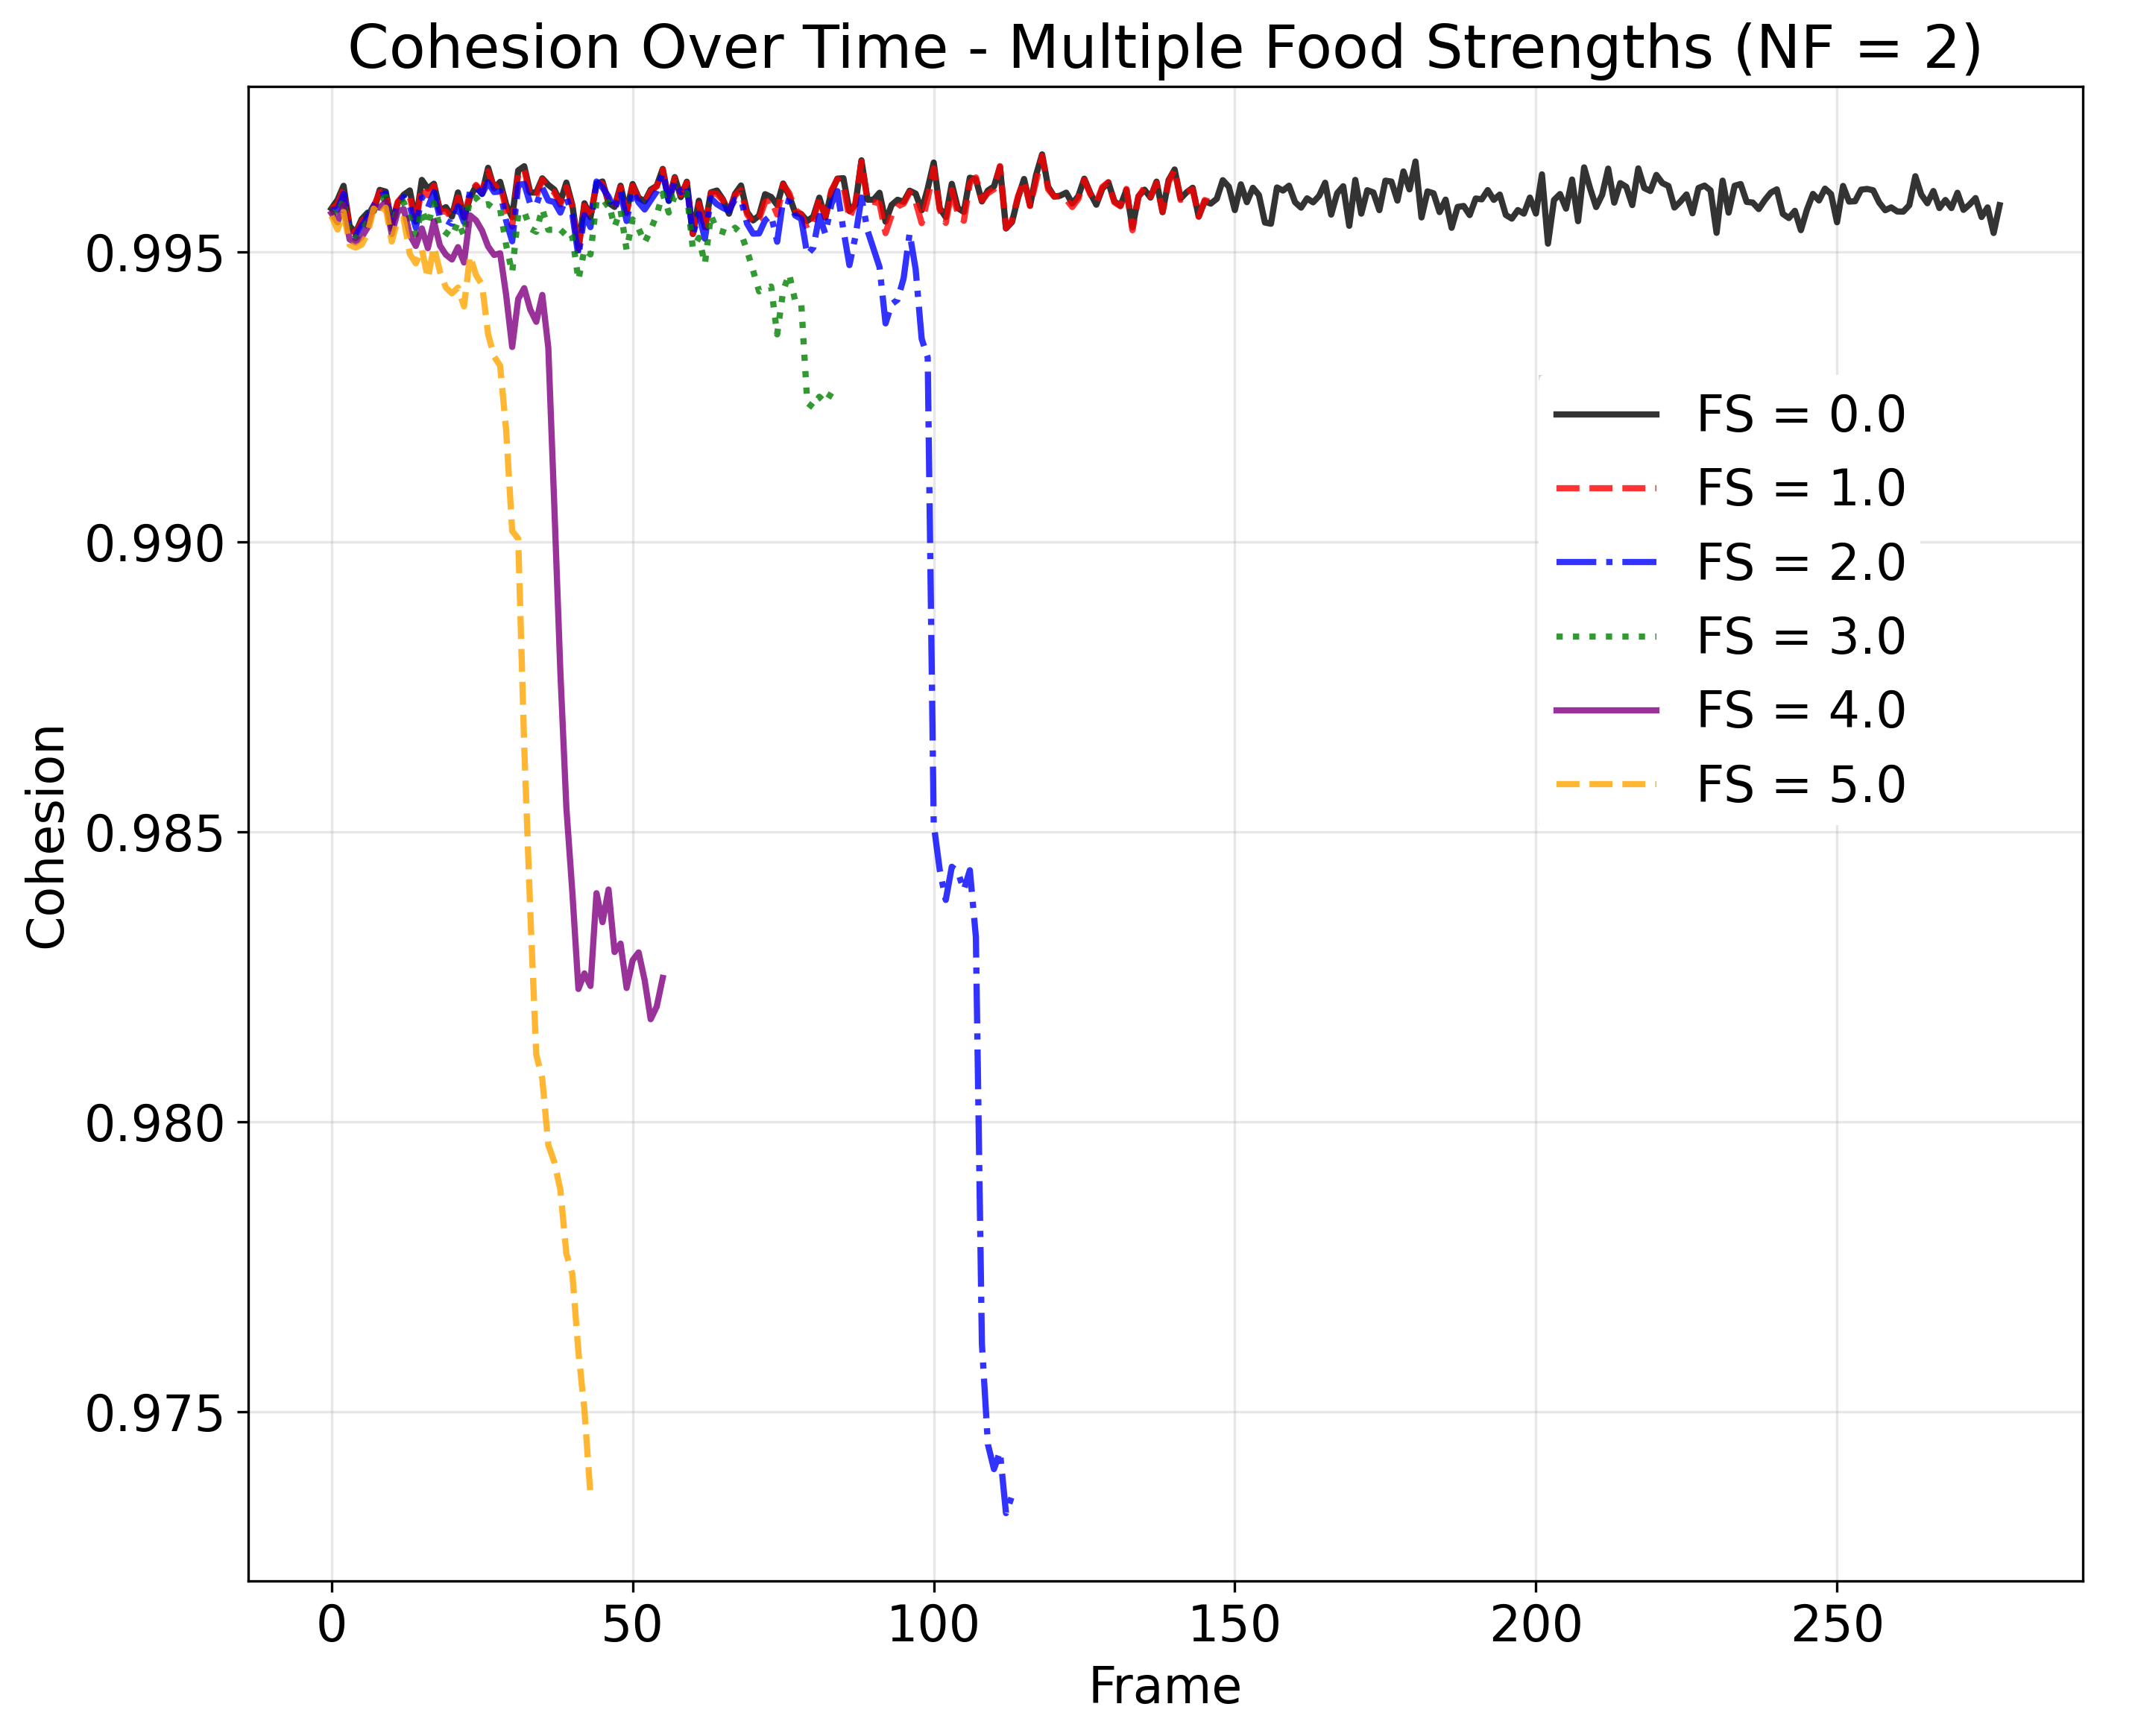 Cohesion Over Time - Multiple Food Strengths (NF = 2)
Cohesion
0.995
0.990
0.985
0.980
0.975
FS = 0.0
FS = 1.0
FS = 2.0
FS = 3.0
FS = 4.0
FS = 5.0
0 50 100 150 200 250
Frame